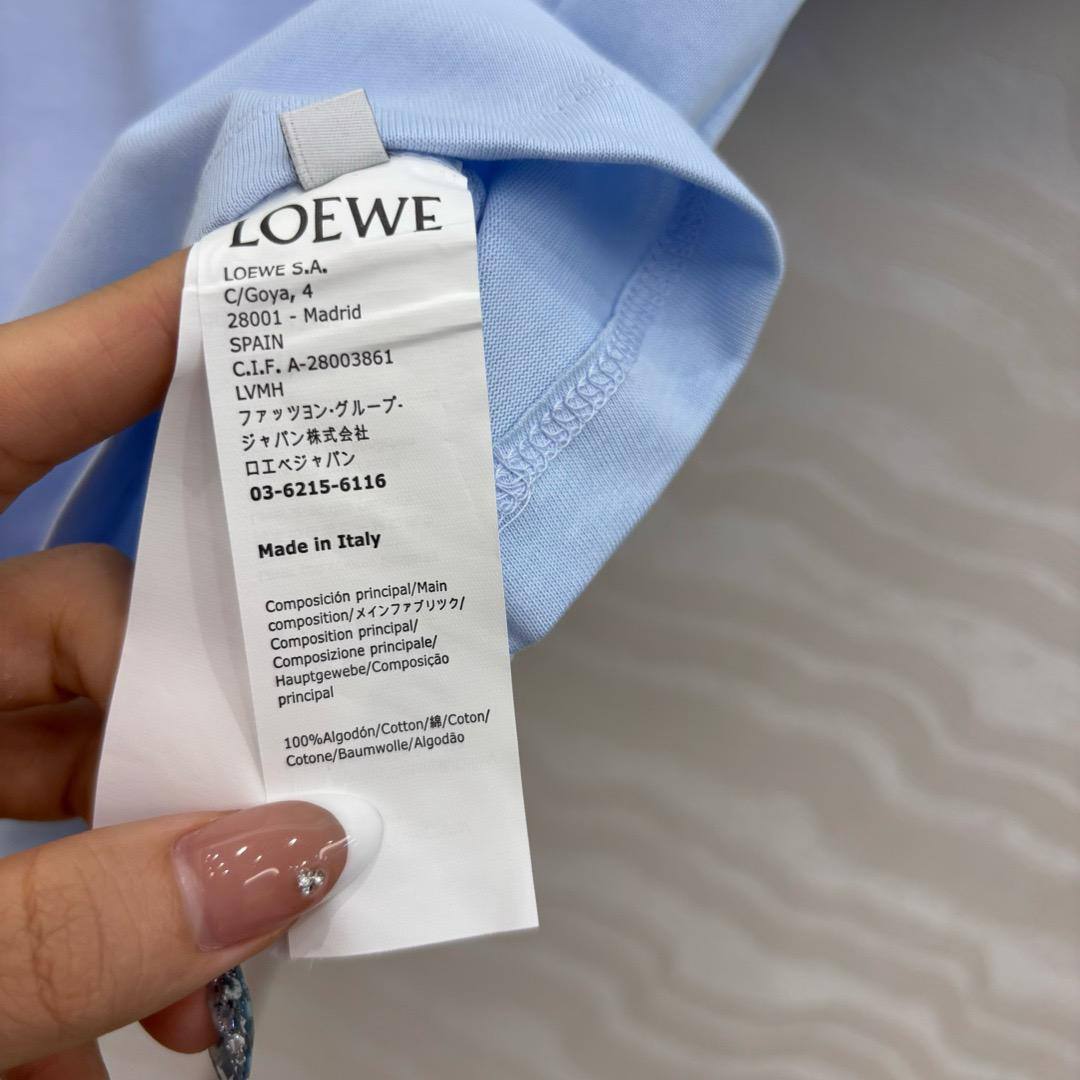 LOEWE
LOEWE S.A.
C/Goya, 4
28001 - Madrid
SPAIN
C.I.F. A-28003861
LVMH
ファッツヨン·グループ-
ジャパン株式会社
ロエベジャパン
03-6215-6116
Made in Italy
Composición principal/Main
composition/メインファブリツク/
Composition principal/
Composizione principale/
Hauptgewebe/Composição
principal
100%Algodón/Cotton/綿/Coton/
Cotone/Baumwolle/Algodão